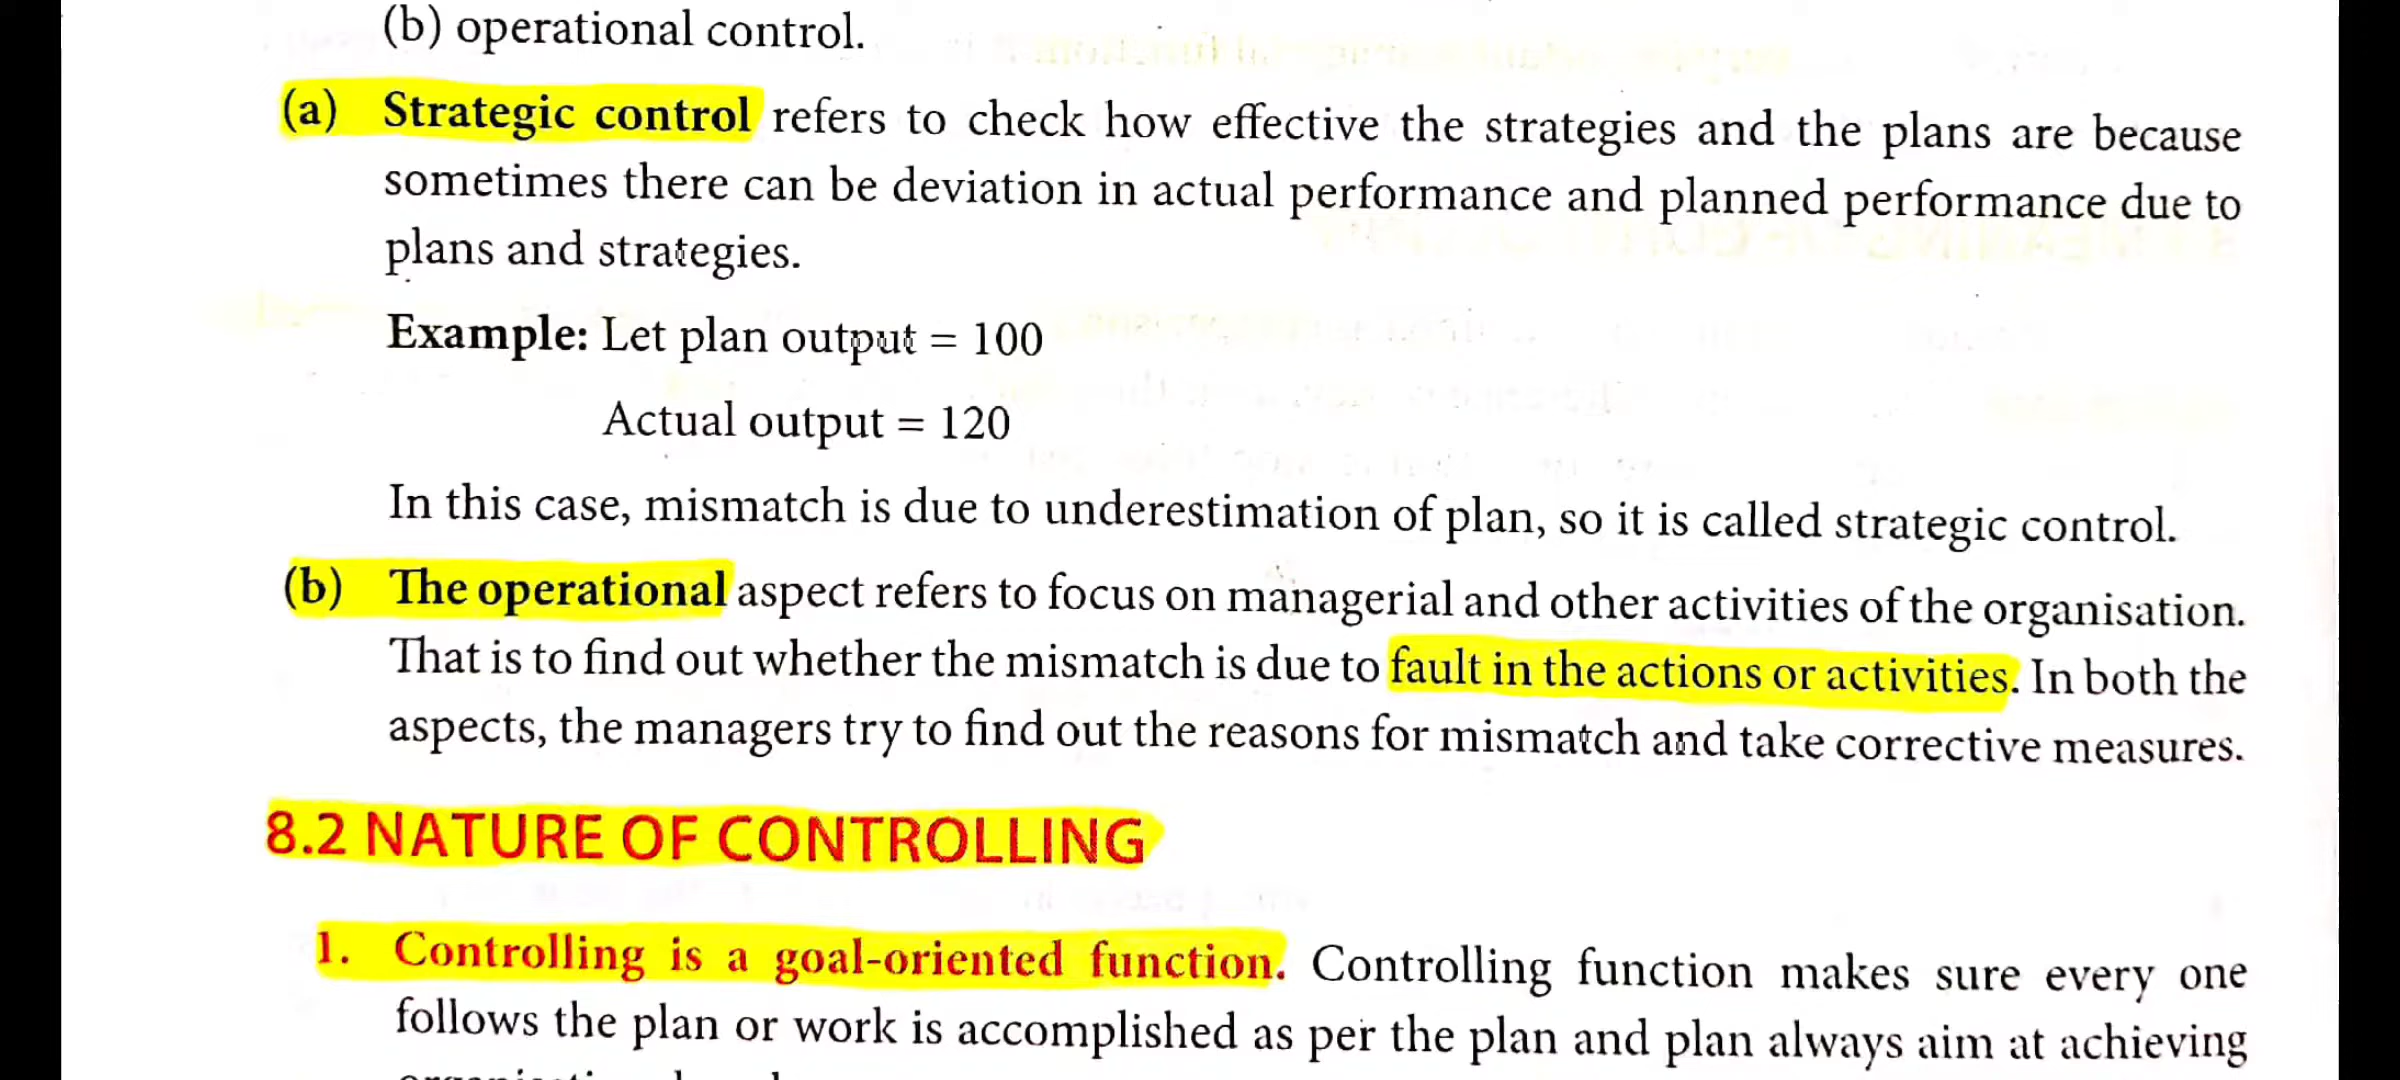 (b) operational control.
(a) Strategic control refers to check how effective the strategies and the plans are because
sometimes there can be deviation in actual performance and planned performance due to
plans and strategies.
Example: Let plan output = 100
Actual output = 120
In this case, mismatch is due to underestimation of plan, so it is called strategic control.
(b) The operational aspect refers to focus on managerial and other activities of the organisation.
That is to find out whether the mismatch is due to fault in the actions or activities. In both the
aspects, the managers try to find out the reasons for mismatch and take corrective measures.
8.2 NATURE OF CONTROLLING
1. Controlling is a goal-oriented function. Controlling function makes sure every one
follows the plan or work is accomplished as per the plan and plan always aim at achieving